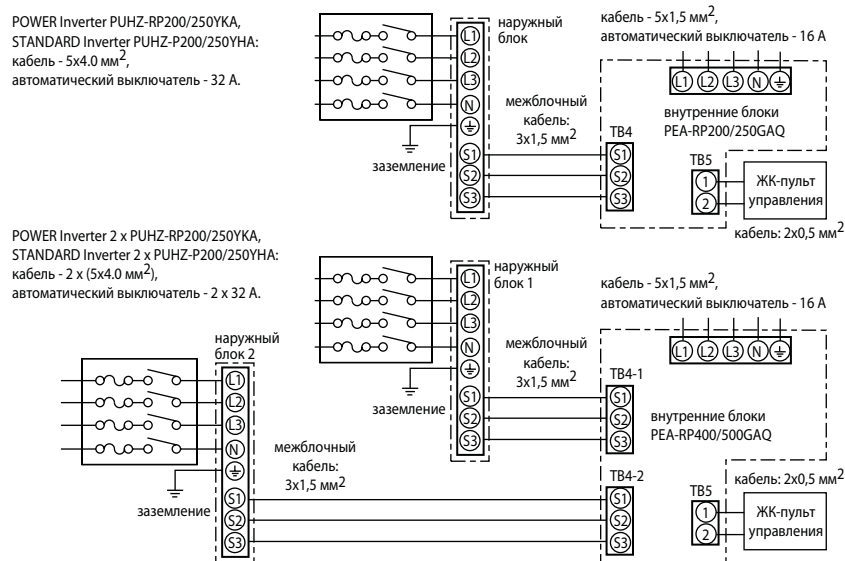 POWER Inverter PUHZ-RP200/250YKA,
STANDARD Inverter PUHZ-P200/250YHA:
кабель - 5x4.0 мм²,
автоматический выключатель - 32 А.
L1
L2
L3
N
S1
S2
S3
наружный
блок
заземление
межблочный
кабель:
3x1,5 мм²
кабель - 5x1,5 мм²,
автоматический выключатель - 16 А
L1 L2 L3 N
внутренние блоки
PEA-RP200/250GAQ
TB4
S1
S2
S3
TB5
1
2
ЖК-пульт
управления
кабель: 2x0,5 мм²
POWER Inverter 2 x PUHZ-RP200/250YKA,
STANDARD Inverter 2 x PUHZ-P200/250YHA:
кабель - 2 x (5x4.0 мм²),
автоматический выключатель - 2 x 32 А.
L1
L2
L3
N
S1
S2
S3
наружный
блок 1
заземление
межблочный
кабель:
3x1,5 мм²
кабель - 5x1,5 мм²,
автоматический выключатель - 16 А
L1 L2 L3 N
TB4-1
S1
S2
S3
внутренние блоки
PEA-RP400/500GAQ
наружный
блок 2
L1
L2
L3
N
S1
S2
S3
заземление
межблочный
кабель:
3x1,5 мм²
TB4-2
S1
S2
S3
TB5
1
2
кабель: 2x0,5 мм²
ЖК-пульт
управления